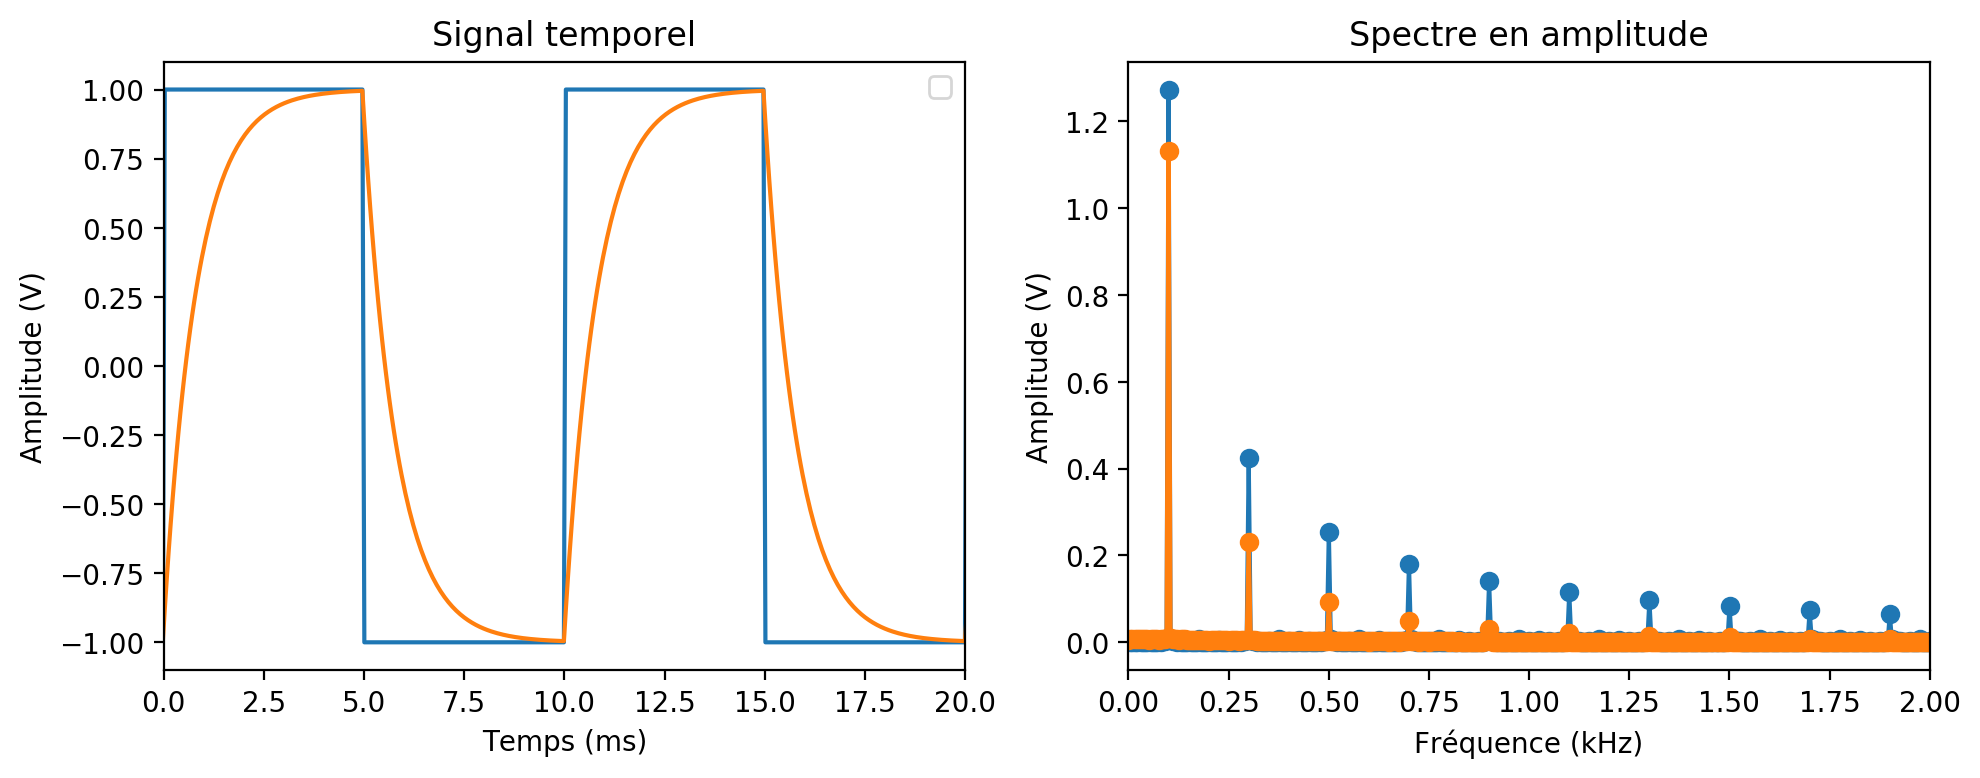 Signal temporel
1.00
0.75
0.50
0.25
0.00
−0.25
−0.50
−0.75
−1.00
Amplitude (V)
0.0 2.5 5.0 7.5 10.0 12.5 15.0 17.5 20.0
Temps (ms)
Spectre en amplitude
1.2
1.0
0.8
0.6
0.4
0.2
0.0
Amplitude (V)
0.00 0.25 0.50 0.75 1.00 1.25 1.50 1.75 2.00
Fréquence (kHz)